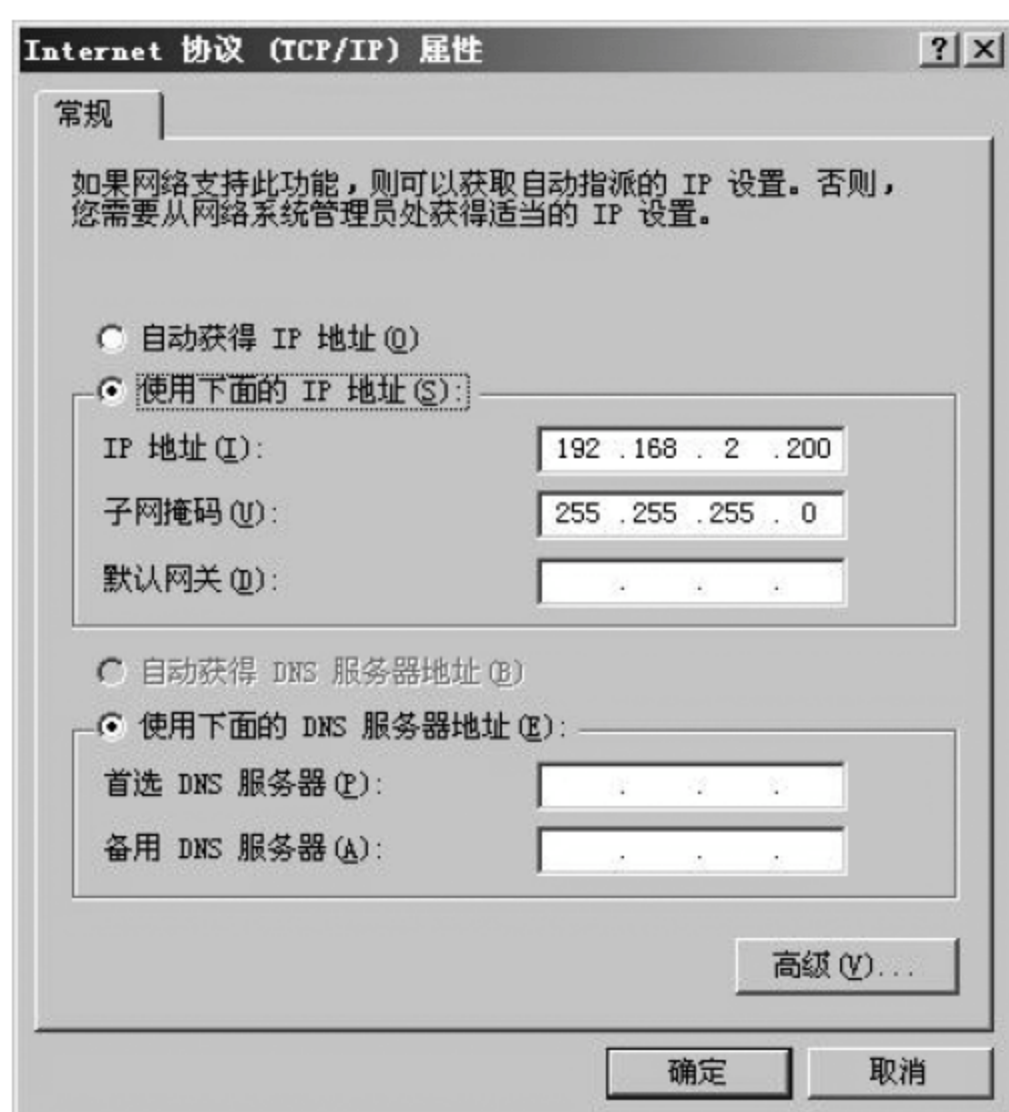 Internet 协议 (TCP/IP) 属性
常规
如果网络支持此功能，则可以获取自动指派的 IP 设置。否则，
您需要从网络系统管理员处获得适当的 IP 设置。
自动获得 IP 地址(O)
使用下面的 IP 地址(S):
IP 地址(I): 192 .168 . 2 .200
子网掩码(U): 255 .255 .255 . 0
默认网关(D): . . .
自动获得 DNS 服务器地址(B)
使用下面的 DNS 服务器地址(E):
首选 DNS 服务器(P): . . .
备用 DNS 服务器(A): . . .
高级(V)...
确定 取消